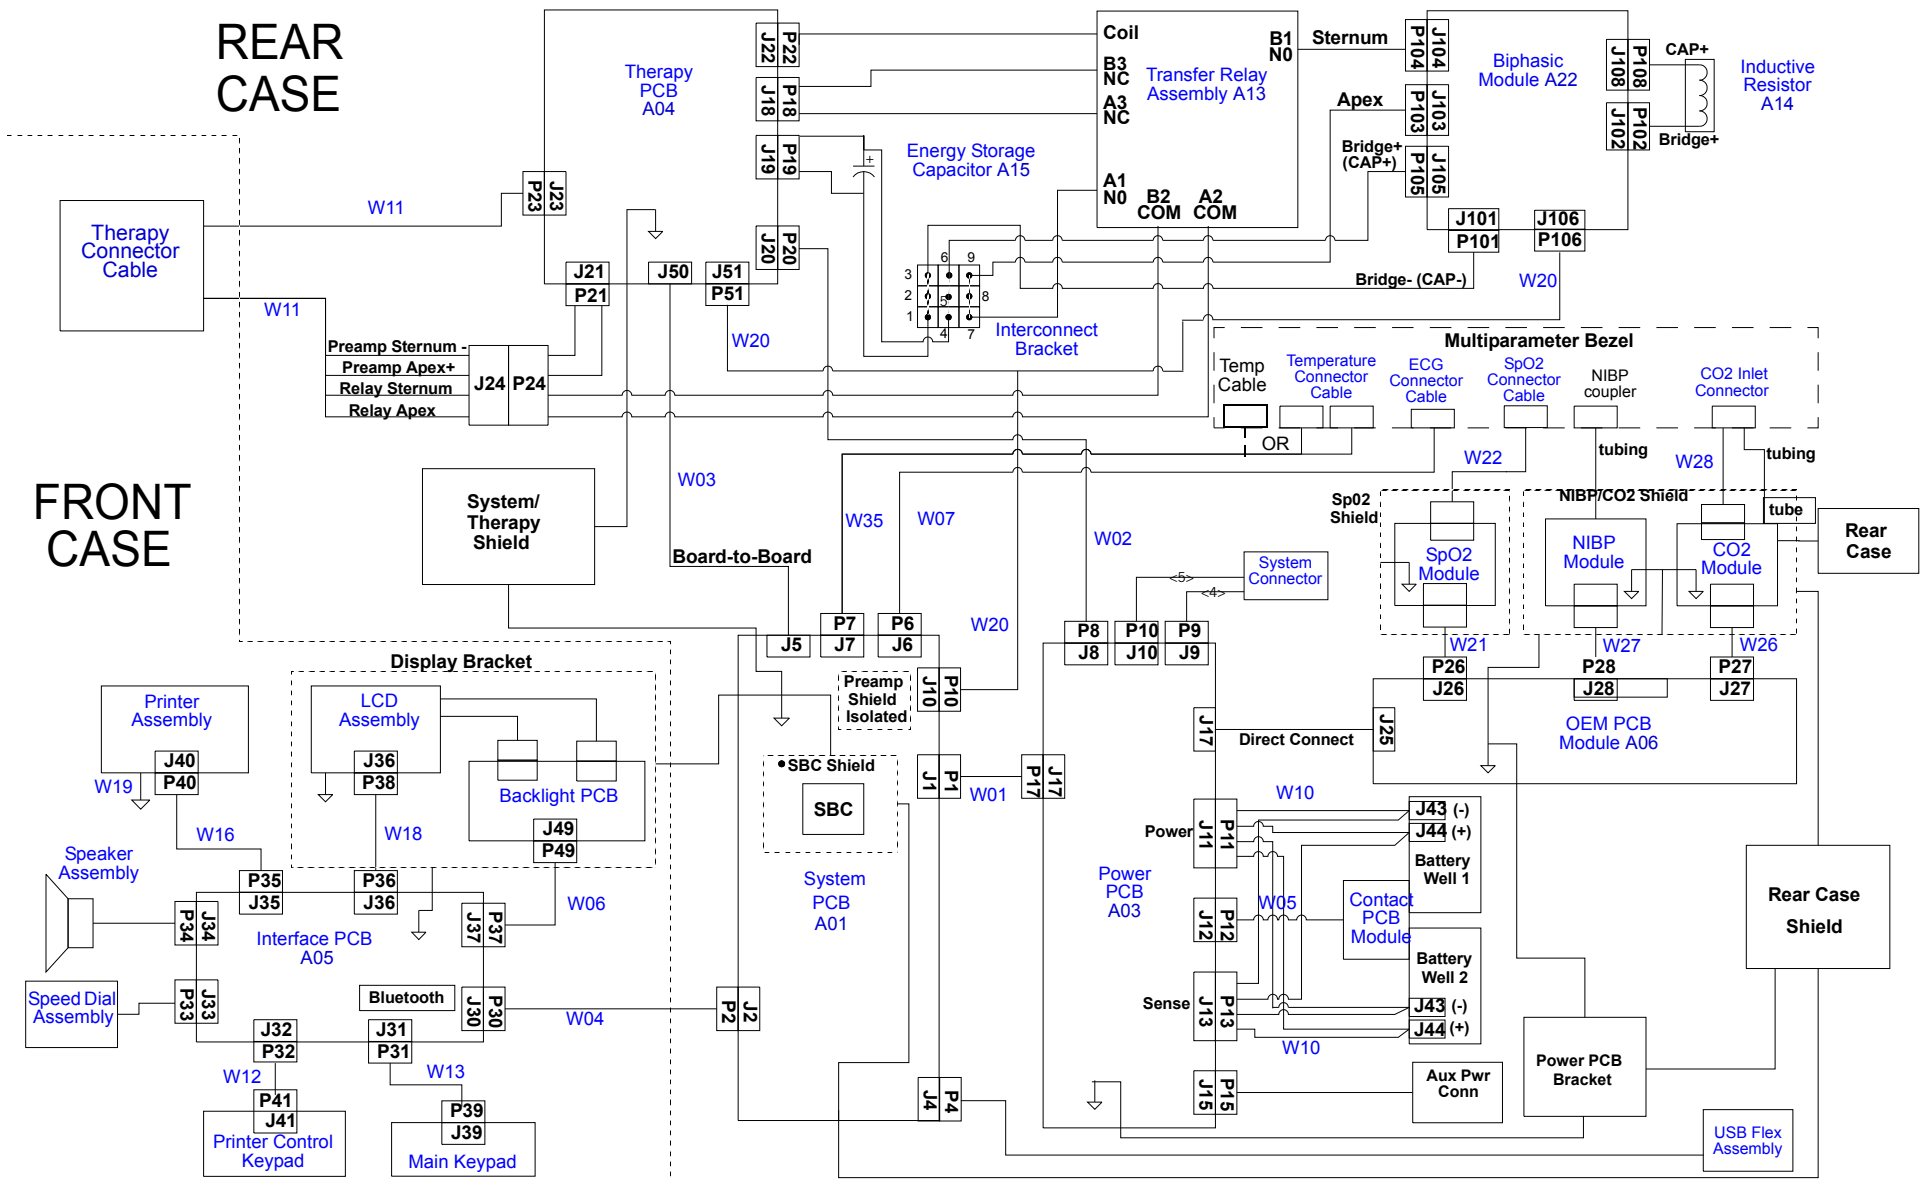 REAR
CASE
Therapy
PCB
A04
J22 P22
J18 P18
J19 P19
J20 P20
P23 J23
J21
P21
J50
J51
P51
Coil
B3
NC
A3
NC
A1
N0
B2
COM
A2
COM
B1
N0
Transfer Relay
Assembly A13
Sternum
Apex
Bridge+
(CAP+)
P104 J104
P103 J103
P105 J105
Biphasic
Module A22
J108 P108
J102 P102
CAP+
Bridge+
Inductive
Resistor
A14
J101
P101
J106
P106
W20
Bridge- (CAP-)
Energy Storage
Capacitor A15
+
3 6 9
2 5 8
1 4 7
Interconnect
Bracket
Therapy
Connector
Cable
W11
W11
Preamp Sternum -
Preamp Apex+
Relay Sternum
Relay Apex
J24 P24
W20
Multiparameter Bezel
Temp
Cable
OR
Temperature
Connector
Cable
ECG
Connector
Cable
SpO2
Connector
Cable
NIBP
coupler
CO2 Inlet
Connector
tubing
tubing
W22
W28
FRONT
CASE
System/
Therapy
Shield
W03
Board-to-Board
W35
W07
W02
W20
Sp02
Shield
SpO2
Module
NIBP/CO2 Shield
NIBP
Module
CO2
Module
tube
Rear
Case
System
Connector
<5>
<4>
W21
W27
W26
P26
J26
P28
J28
P27
J27
J25
OEM PCB
Module A06
Direct Connect
J5
P7
J7
P6
J6
J10 P10
J1 P1
W01
P17 J17
P8
J8
P10
J10
P9
J9
J17
Preamp
Shield
Isolated
SBC Shield
SBC
System
PCB
A01
P2 J2
J4 P4
Display Bracket
LCD
Assembly
J36
P38
Backlight PCB
J49
P49
W18
W06
Printer
Assembly
J40
P40
W19
W16
Speaker
Assembly
P35
J35
P36
J36
P34 J34
J37 P37
Interface PCB
A05
Speed Dial
Assembly
P33 J33
Bluetooth
J30 P30
W04
J32
P32
J31
P31
W12
W13
P41
J41
Printer Control
Keypad
P39
J39
Main Keypad
Power
PCB
A03
Power
J11 P11
W10
J12 P12
W05
Contact
PCB
Module
Sense
J13 P13
W10
J15 P15
J43 (-)
J44 (+)
Battery
Well 1
Battery
Well 2
J43 (-)
J44 (+)
Aux Pwr
Conn
Power PCB
Bracket
Rear Case
Shield
USB Flex
Assembly